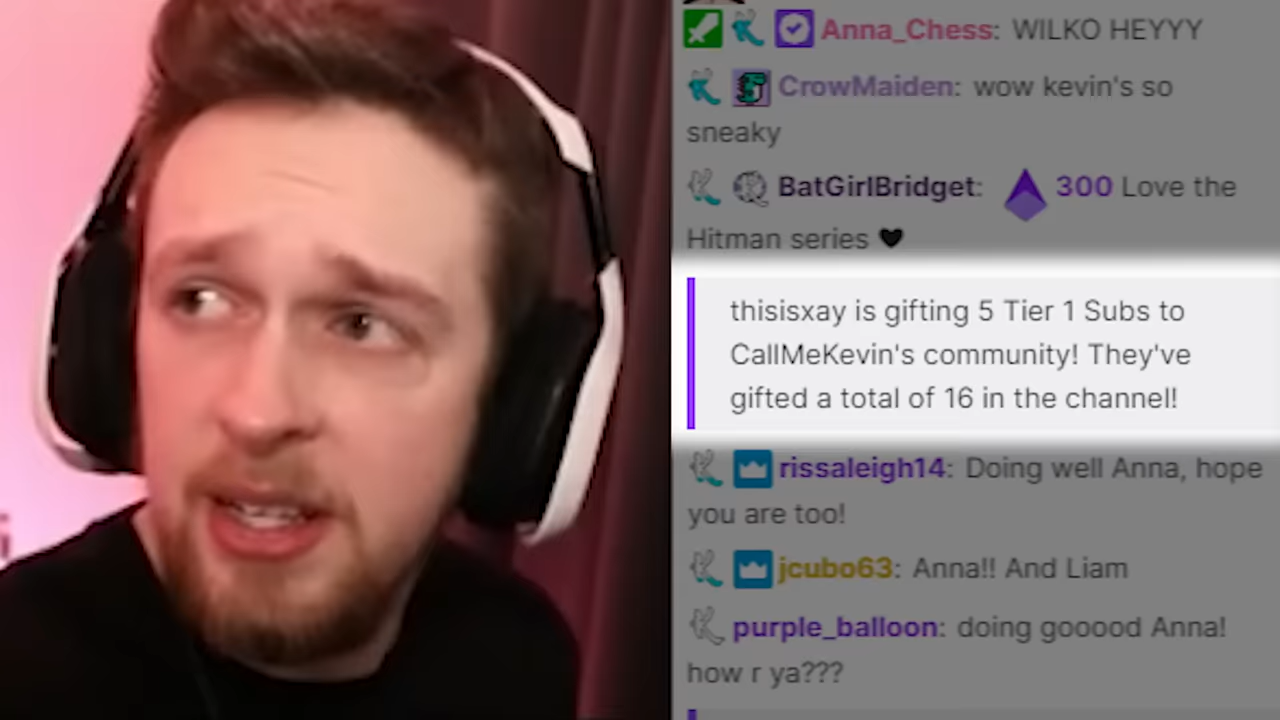 Anna_Chess: WILKO HEYYY
CrowMaiden: wow kevin's so
sneaky
BatGirlBridget: 300 Love the
Hitman series ♥
thisisxay is gifting 5 Tier 1 Subs to
CallMeKevin's community! They've
gifted a total of 16 in the channel!
rissaleigh14: Doing well Anna, hope
you are too!
jcubo63: Anna!! And Liam
purple_balloon: doing gooood Anna!
how r ya???